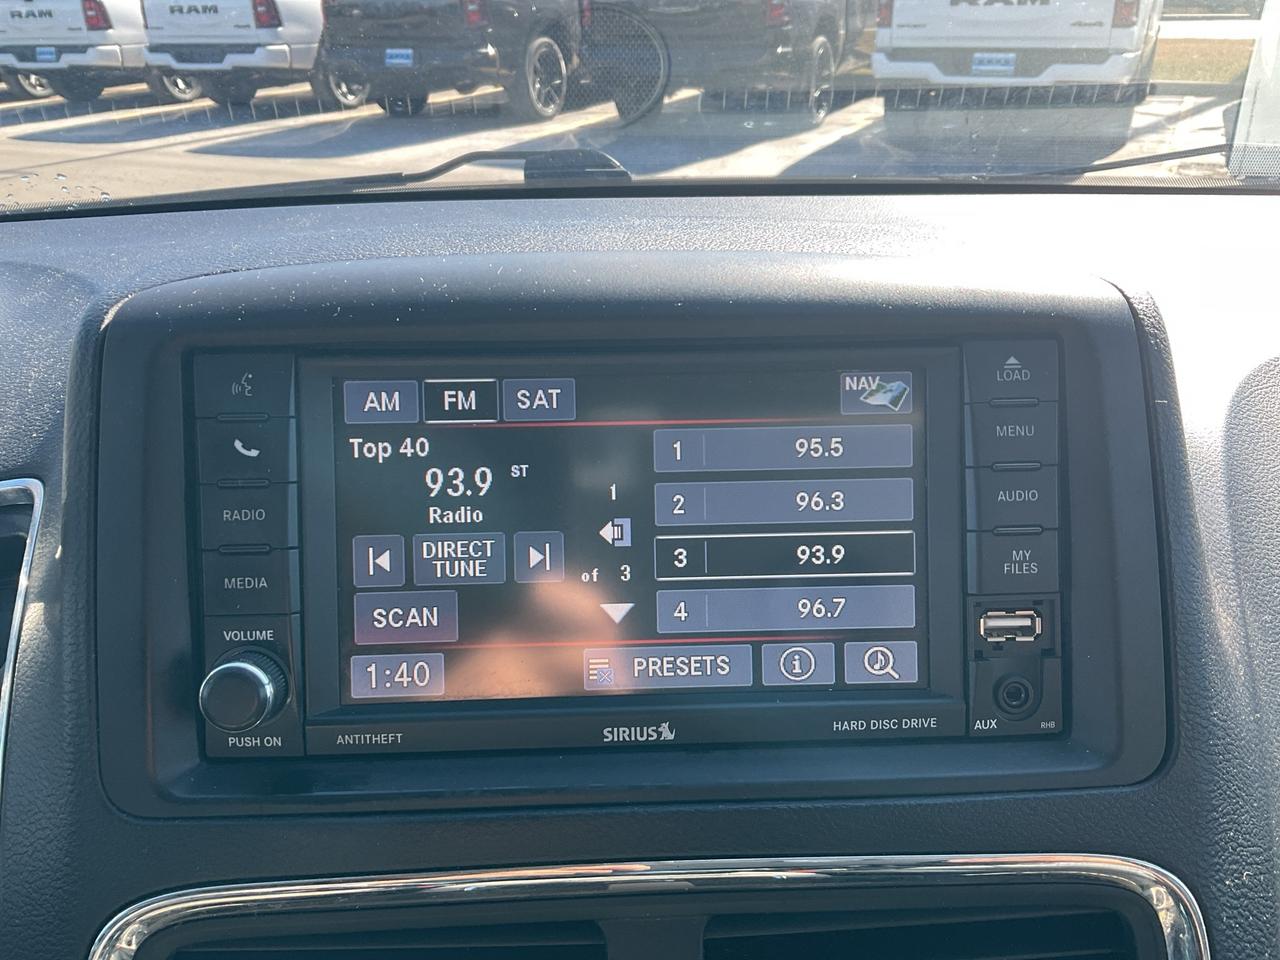 RAM
RAM
RAM
AM
FM
SAT
NAV
Top 40
93.9 ST
Radio
DIRECT
TUNE
SCAN
1:40
1
of 3
1 95.5
2 96.3
3 93.9
4 96.7
PRESETS
RADIO
MEDIA
VOLUME
PUSH ON
LOAD
MENU
AUDIO
MY
FILES
AUX
RHB
ANTITHEFT
SIRIUS
HARD DISC DRIVE